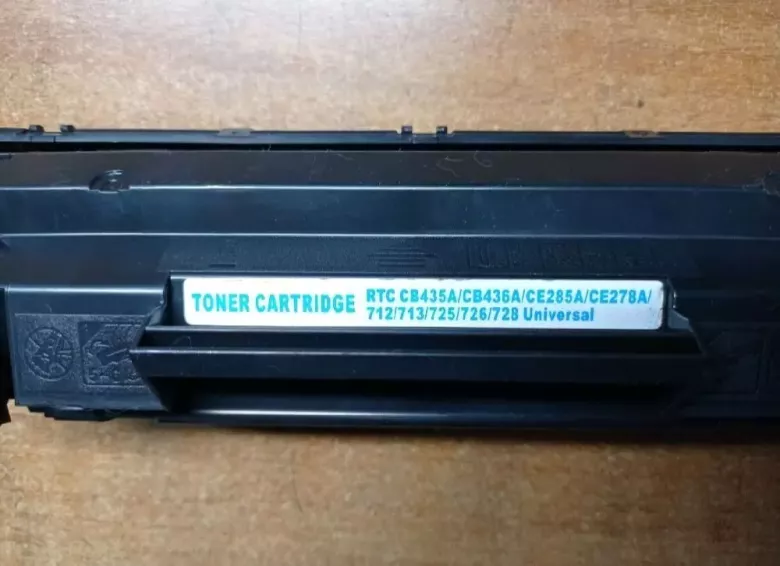 TONER CARTRIDGE
RTC CB435A/CB436A/CE285A/CE278A/
712/713/725/726/728 Universal